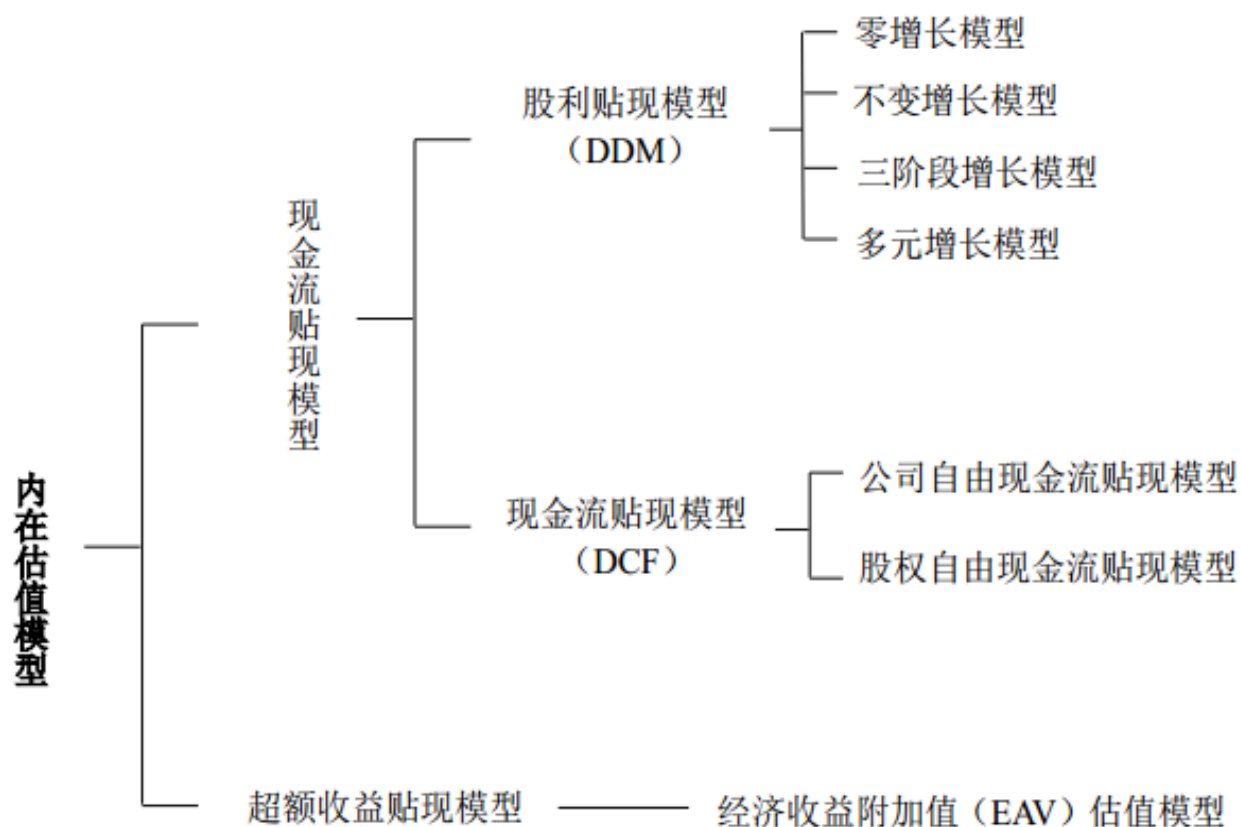 内在估值模型
现金流贴现模型
股利贴现模型
（DDM）
零增长模型
不变增长模型
三阶段增长模型
多元增长模型
现金流贴现模型
（DCF）
公司自由现金流贴现模型
股权自由现金流贴现模型
超额收益贴现模型
经济收益附加值（EAV）估值模型